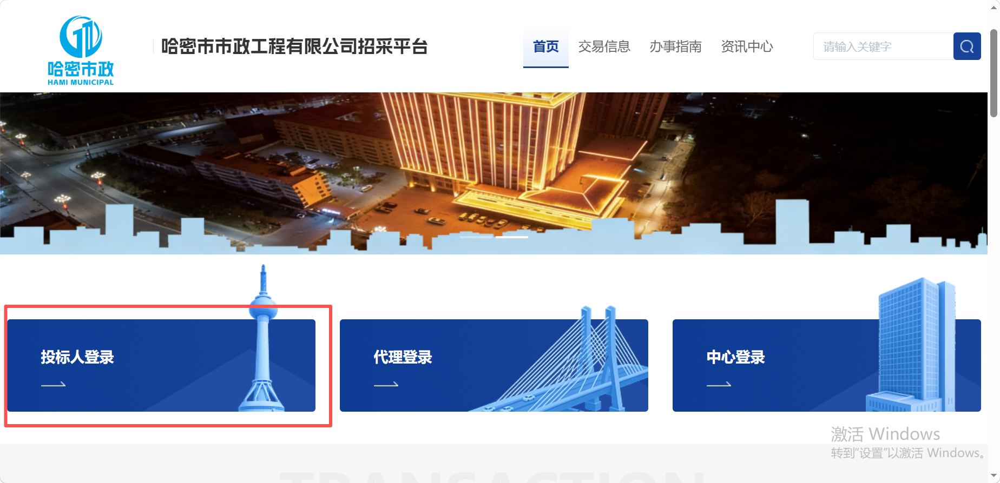 哈密市政
HAMI MUNICIPAL
哈密市市政工程有限公司招采平台
首页 交易信息 办事指南 资讯中心
请输入关键字
投标人登录
代理登录
中心登录
激活 Windows
转到“设置”以激活 Windows。
TRANSACTION